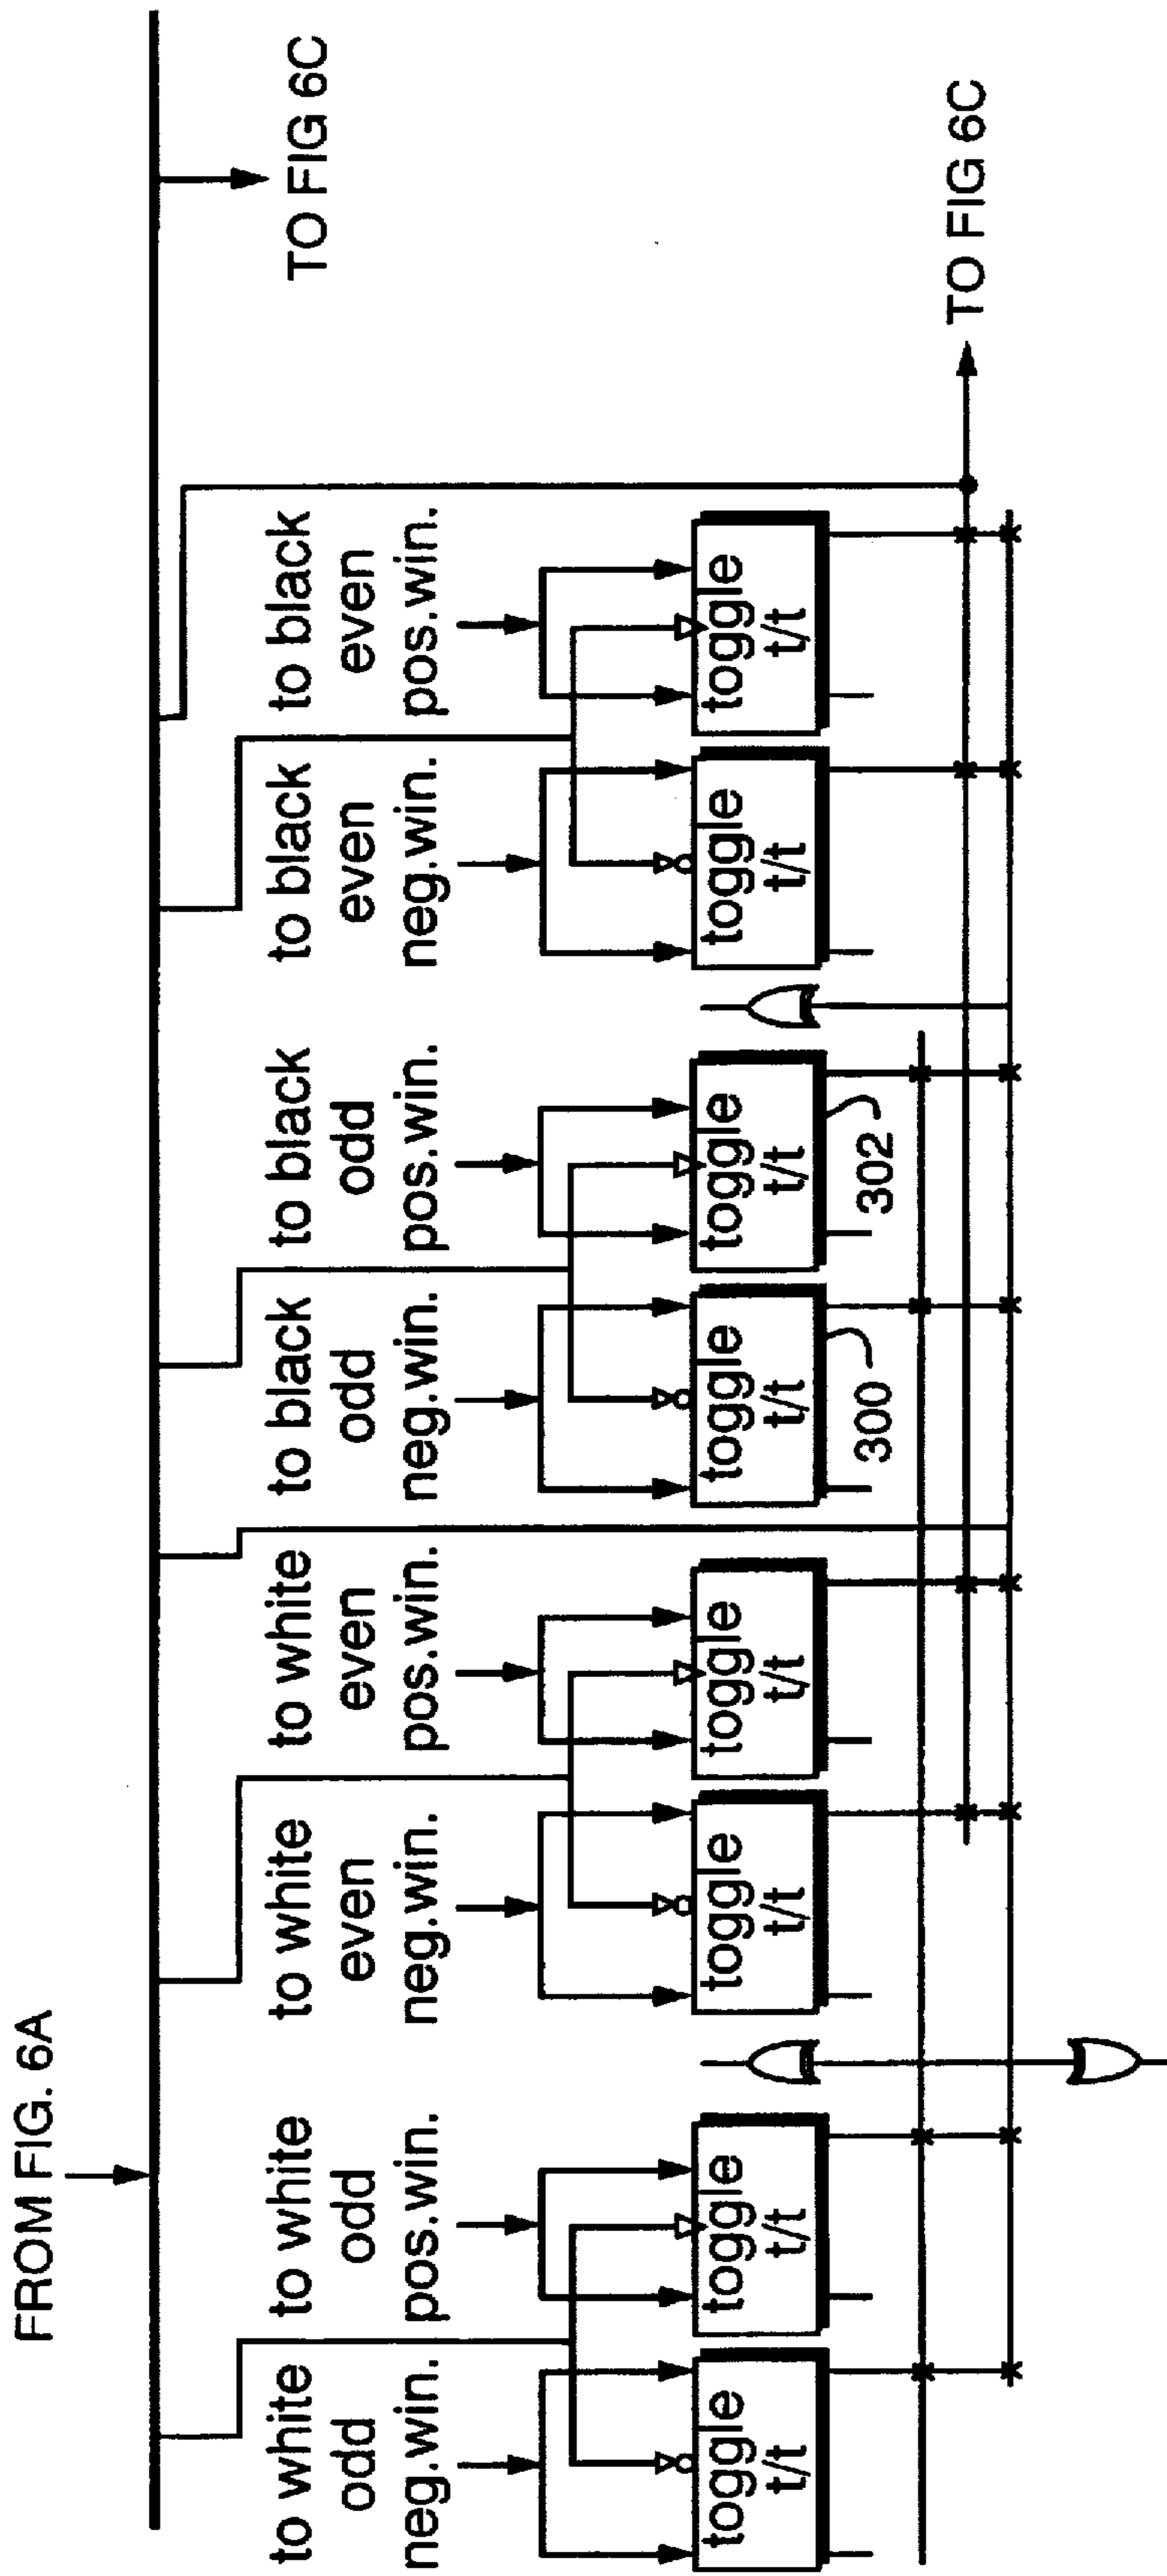 FROM FIG. 6A
to white
odd
neg.win.
to white
odd
pos.win.
to white
even
neg.win.
to white
even
pos.win.
to black
odd
neg.win.
to black
odd
pos.win.
to black
even
neg.win.
to black
even
pos.win.
TO FIG 6C
toggle
t/t
toggle
t/t
toggle
t/t
toggle
t/t
toggle
t/t
toggle
t/t
toggle
t/t
toggle
t/t
300
302
TO FIG 6C